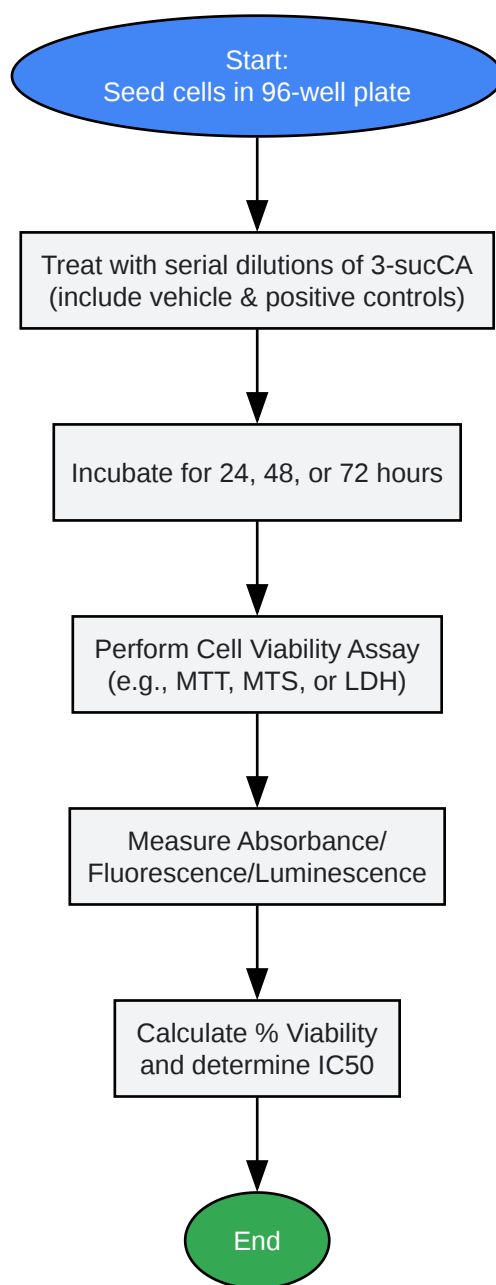 Start:
Seed cells in 96-well plate
Treat with serial dilutions of 3-sucCA
(include vehicle & positive controls)
Incubate for 24, 48, or 72 hours
Perform Cell Viability Assay
(e.g., MTT, MTS, or LDH)
Measure Absorbance/
Fluorescence/Luminescence
Calculate % Viability
and determine IC50
End